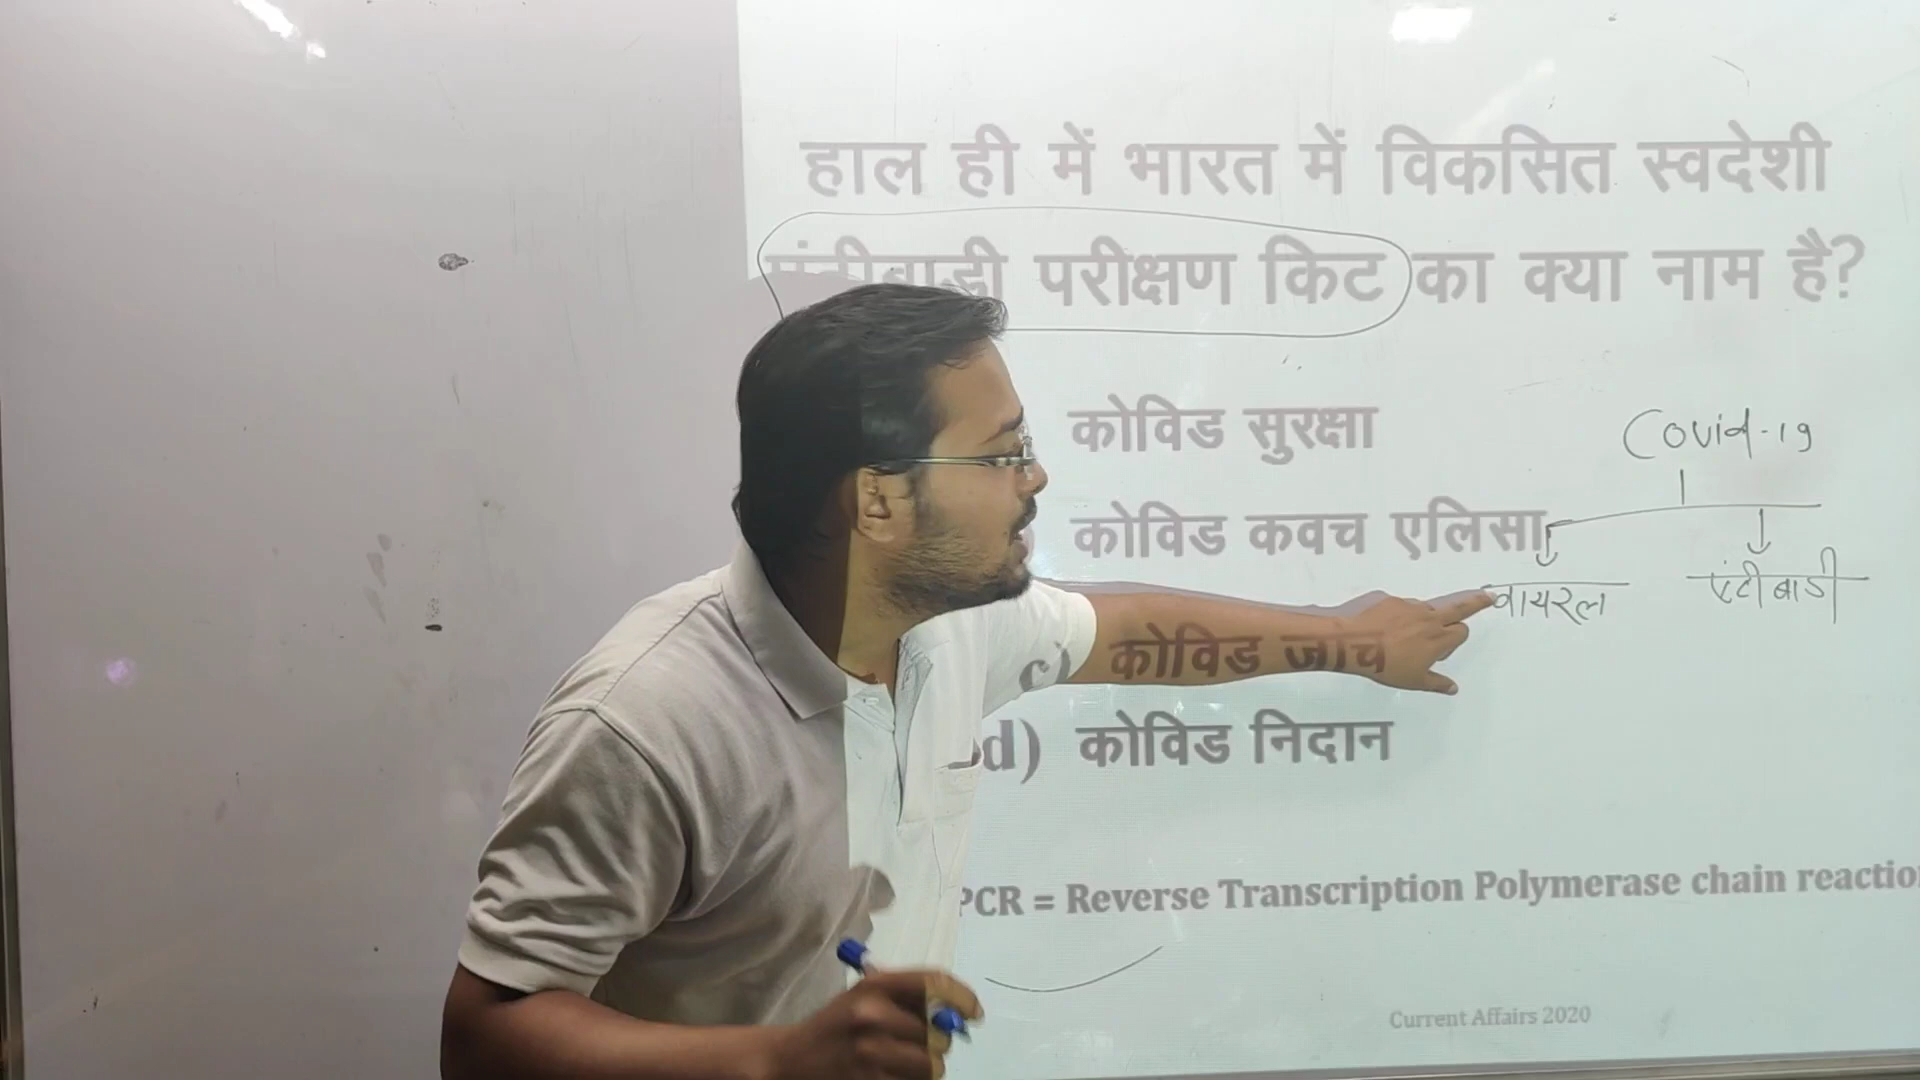 हाल ही में भारत में विकसित स्वदेशी
परीक्षण किट का क्या नाम है?
कोविड सुरक्षा
कोविड कवच एलिसा
c) कोविड जांच
d) कोविड निदान
Covid-19
वायरल
एंटीबाडी
PCR = Reverse Transcription Polymerase chain reactio
Current Affairs 2020